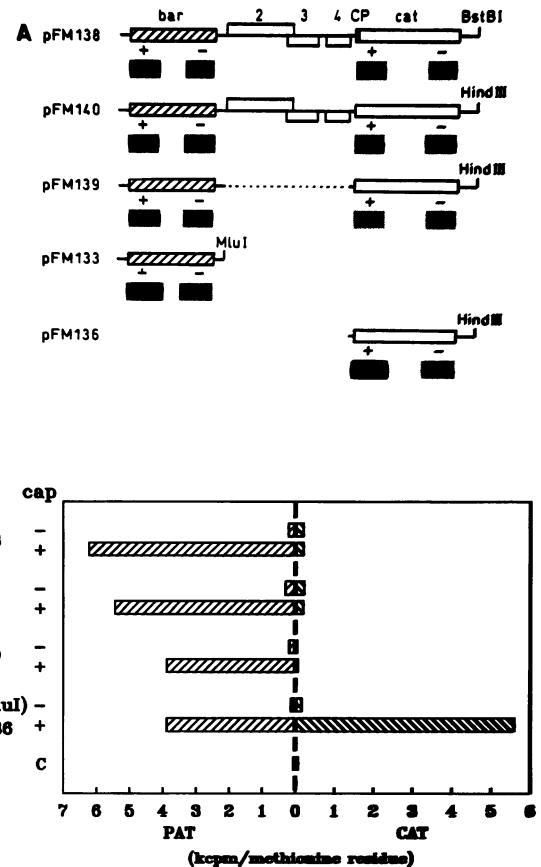 A
bar 2 3 4 CP cat BstBI
pFM138
+ - + -
HindIII
pFM140
+ - + -
HindIII
pFM139
+ - + -
MluI
pFM133
+ -
HindIII
pFM136
+ -
cap
-
+
-
+
-
+
uI) -
+
C
7 6 5 4 3 2 1 0 1 2 3 4 5 6
PAT CAT
(kcpm/methionine residue)